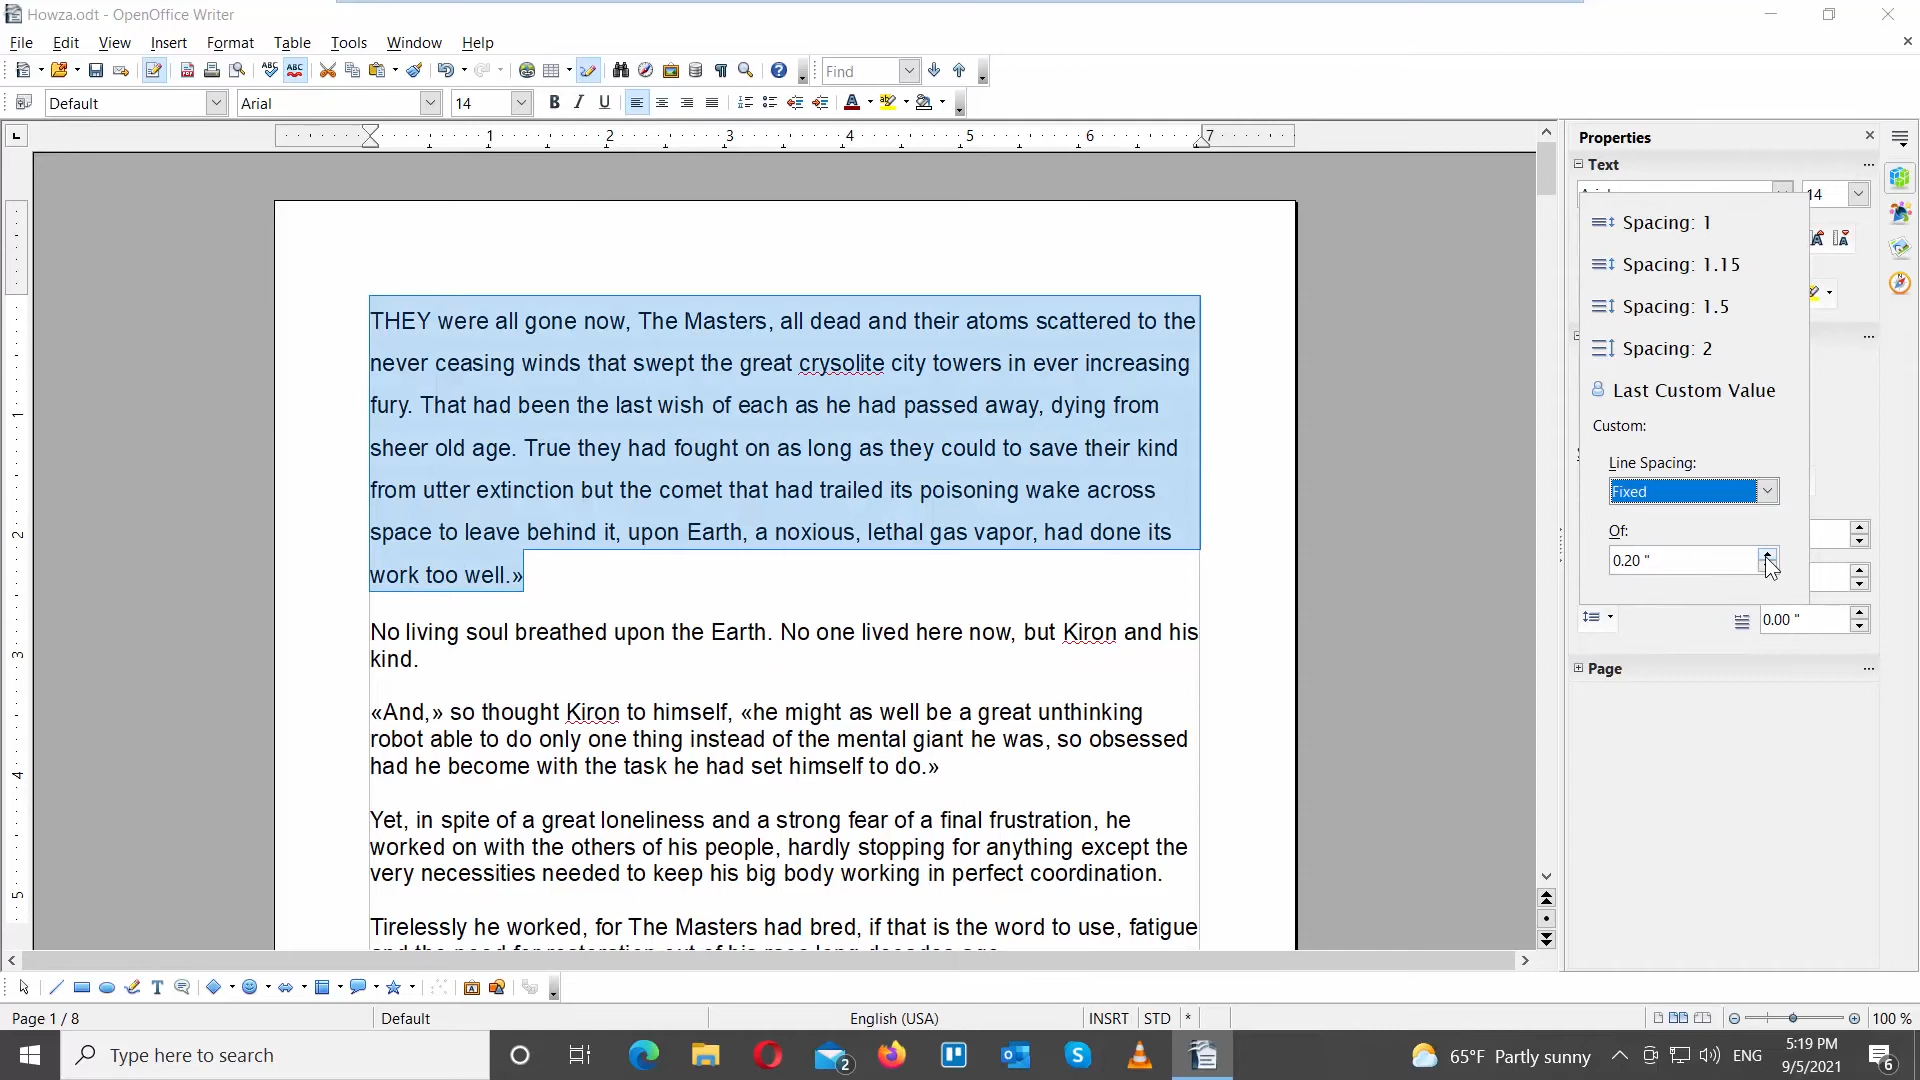 Howza.odt - OpenOffice Writer
File Edit View Insert Format Table Tools Window Help
Find
Default Arial 14
1 2 3 4 5 6 7
Properties
Text
14
Spacing: 1
Spacing: 1.15
Spacing: 1.5
Spacing: 2
Last Custom Value
Custom:
Line Spacing:
Fixed
Of:
0.20 "
0.00 "
Page
1
2
3
4
5
THEY were all gone now, The Masters, all dead and their atoms scattered to the
never ceasing winds that swept the great crysolite city towers in ever increasing
fury. That had been the last wish of each as he had passed away, dying from
sheer old age. True they had fought on as long as they could to save their kind
from utter extinction but the comet that had trailed its poisoning wake across
space to leave behind it, upon Earth, a noxious, lethal gas vapor, had done its
work too well.»
No living soul breathed upon the Earth. No one lived here now, but Kiron and his
kind.
«And,» so thought Kiron to himself, «he might as well be a great unthinking
robot able to do only one thing instead of the mental giant he was, so obsessed
had he become with the task he had set himself to do.»
Yet, in spite of a great loneliness and a strong fear of a final frustration, he
worked on with the others of his people, hardly stopping for anything except the
very necessities needed to keep his big body working in perfect coordination.
Tirelessly he worked, for The Masters had bred, if that is the word to use, fatigue
Page 1 / 8 Default English (USA) INSRT STD * 100 %
Type here to search
2
65°F Partly sunny ENG
5:19 PM
9/5/2021
6